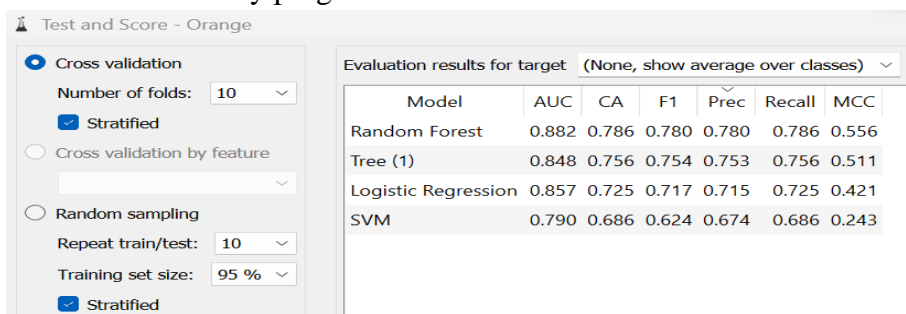 Test and Score - Orange
Cross validation
Number of folds: 10
Stratified
Cross validation by feature
Random sampling
Repeat train/test: 10
Training set size: 95 %
Stratified
Evaluation results for target (None, show average over classes)
Model AUC CA F1 Prec Recall MCC
Random Forest 0.882 0.786 0.780 0.780 0.786 0.556
Tree (1) 0.848 0.756 0.754 0.753 0.756 0.511
Logistic Regression 0.857 0.725 0.717 0.715 0.725 0.421
SVM 0.790 0.686 0.624 0.674 0.686 0.243